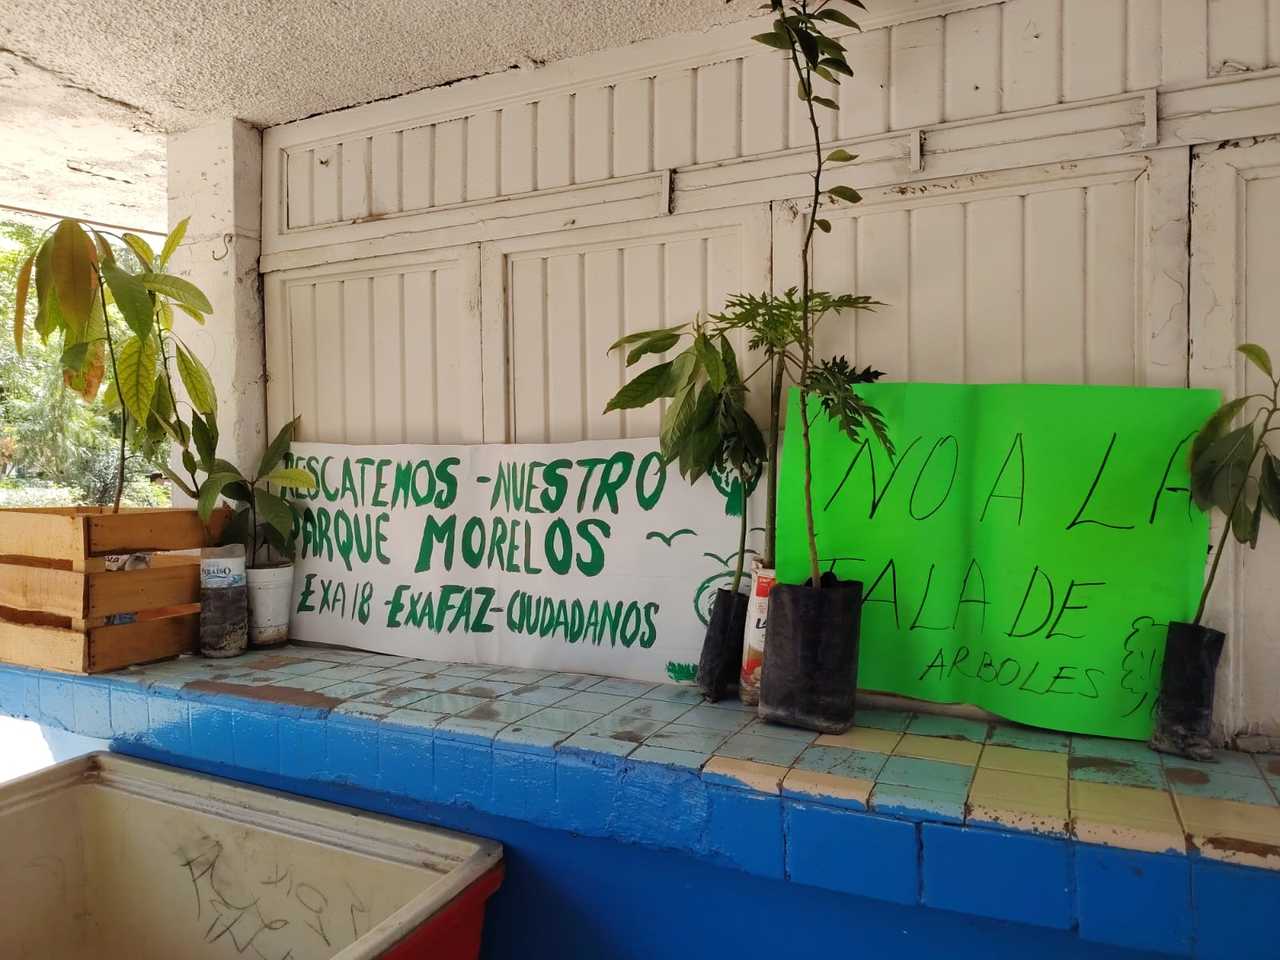 RESCATEMOS - NUESTRO
PARQUE MORELOS
EXA 18 - EXAFAZ - CIUDADANOS
NO A LA
TALA DE
ARBOLES